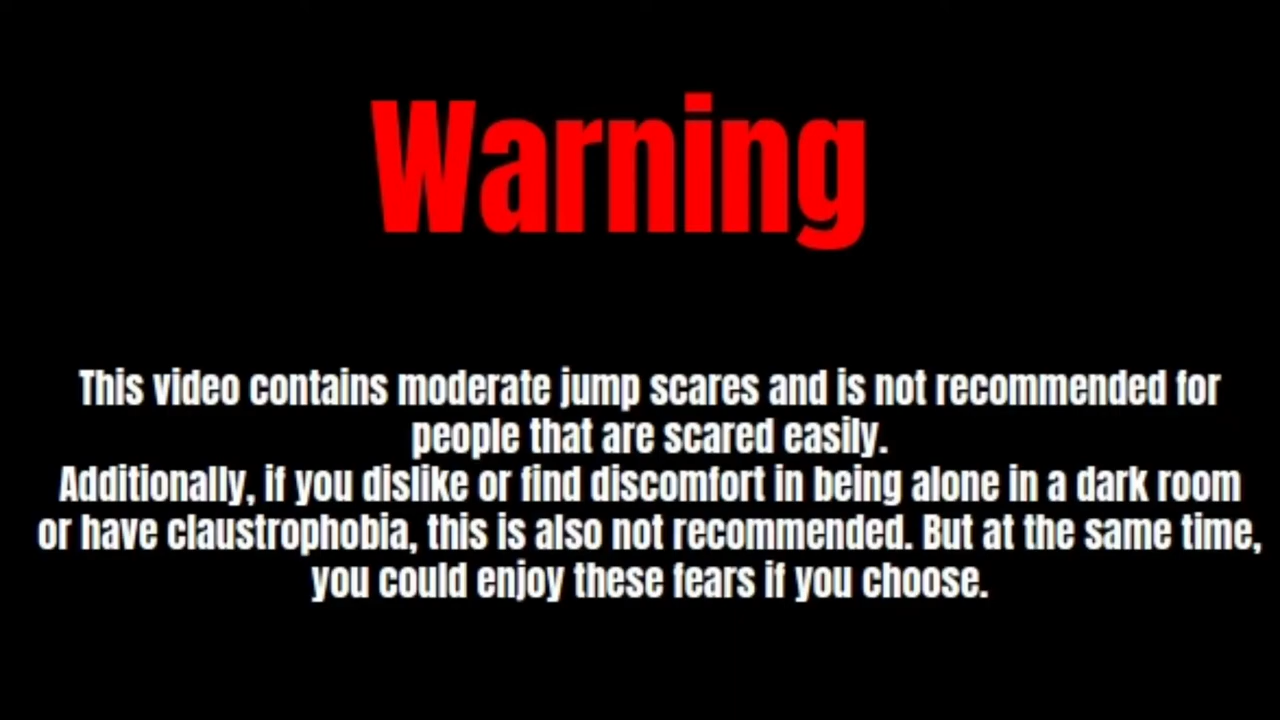 Warning
This video contains moderate jump scares and is not recommended for
people that are scared easily.
Additionally, if you dislike or find discomfort in being alone in a dark room
or have claustrophobia, this is also not recommended. But at the same time,
you could enjoy these fears if you choose.